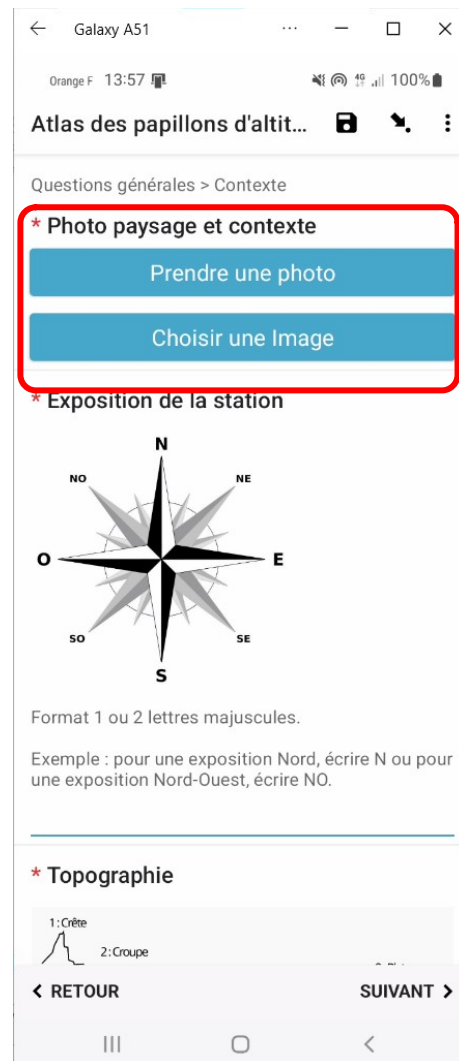 Galaxy A51
Orange F 13:57 4G 100%
Atlas des papillons d'altit...
Questions générales > Contexte
* Photo paysage et contexte
Prendre une photo
Choisir une Image
* Exposition de la station
N
NO NE
O E
SO SE
S
Format 1 ou 2 lettres majuscules.
Exemple : pour une exposition Nord, écrire N ou pour
une exposition Nord-Ouest, écrire NO.
* Topographie
1:Crête
2:Croupe
RETOUR SUIVANT